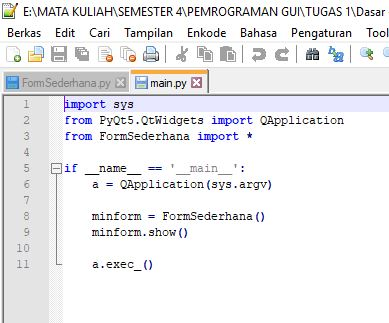 E:\MATA KULIAH\SEMESTER 4\PEMROGRAMAN GUI\TUGAS 1\Dasar
Berkas Edit Cari Tampilan Enkode Bahasa Pengaturan Tool
FormSederhana.py main.py
1 import sys
2 from PyQt5.QtWidgets import QApplication
3 from FormSederhana import *
4
5 if __name__ == '__main__':
6 a = QApplication(sys.argv)
7
8 minform = FormSederhana()
9 minform.show()
10
11 a.exec_()